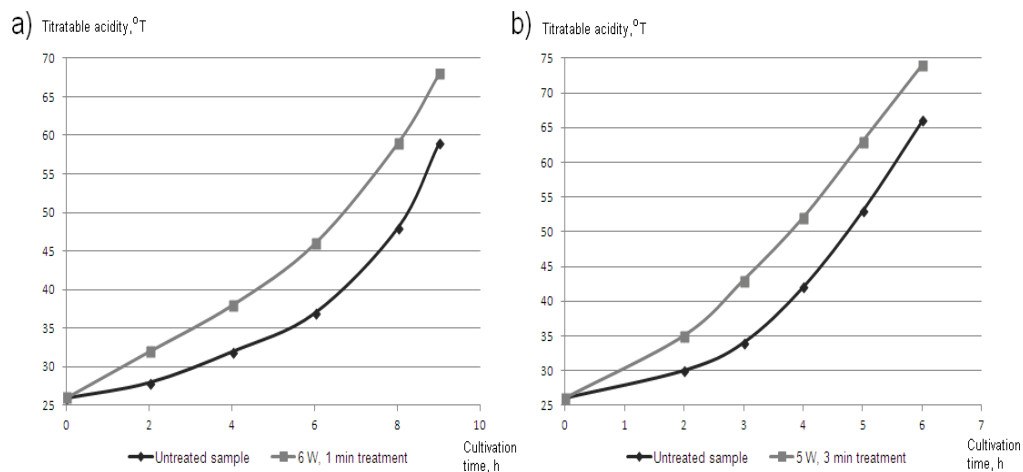 a) Titratable acidity,°T
70
65
60
55
50
45
40
35
30
25
0 2 4 6 8 10
Cultivation
time, h
Untreated sample 6 W, 1 min treatment
b) Titratable acidity,°T
75
70
65
60
55
50
45
40
35
30
25
0 1 2 3 4 5 6 7
Cultivation
time, h
Untreated sample 5 W, 3 min treatment